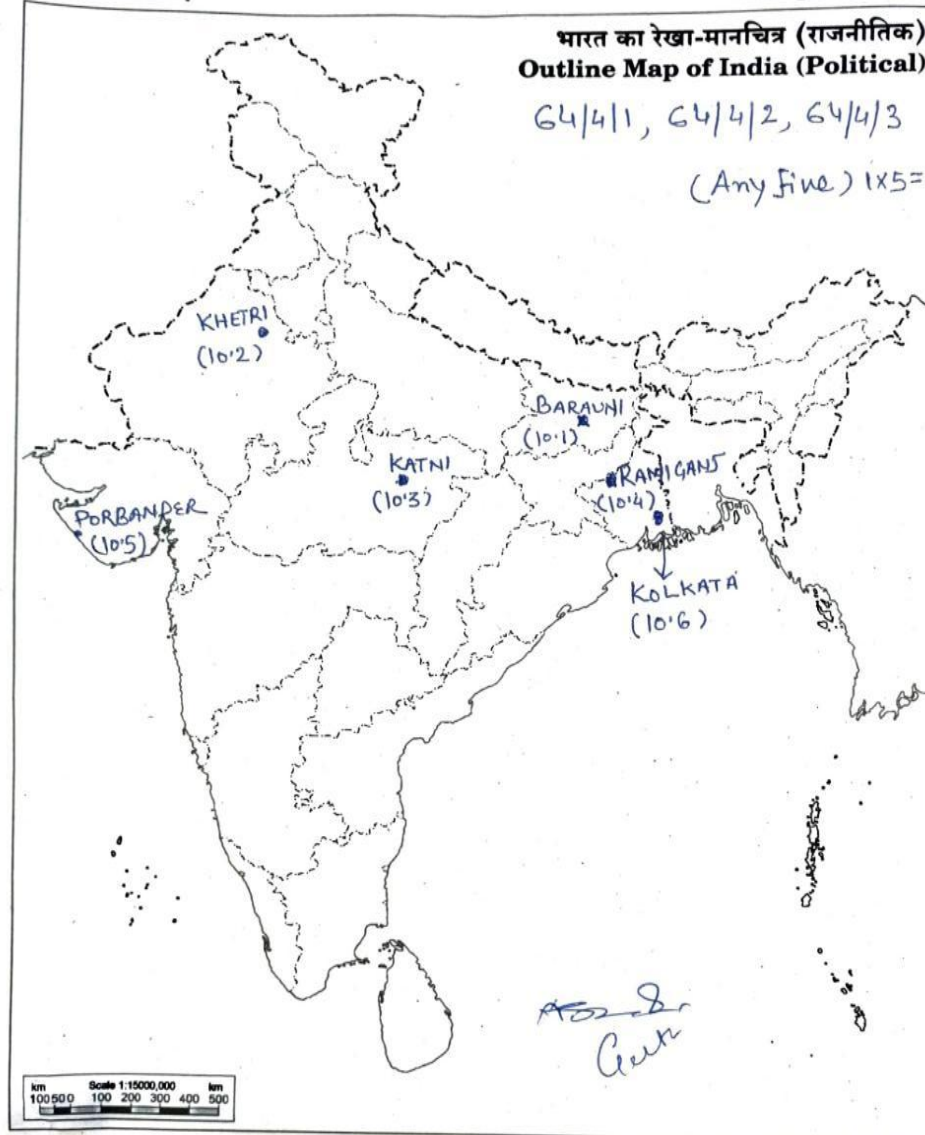 भारत का रेखा-मानचित्र (राजनीतिक)
Outline Map of India (Political)
64/4/1, 64/4/2, 64/4/3
(Any five) 1x5=
KHETRI
(10.2)
BARAUNI
(10.1)
KATNI
(10.3)
RANIGANJ
(10.4)
PORBANDER
(10.5)
KOLKATA
(10.6)
km Scale 1:15000,000 km
100 50 0 100 200 300 400 500